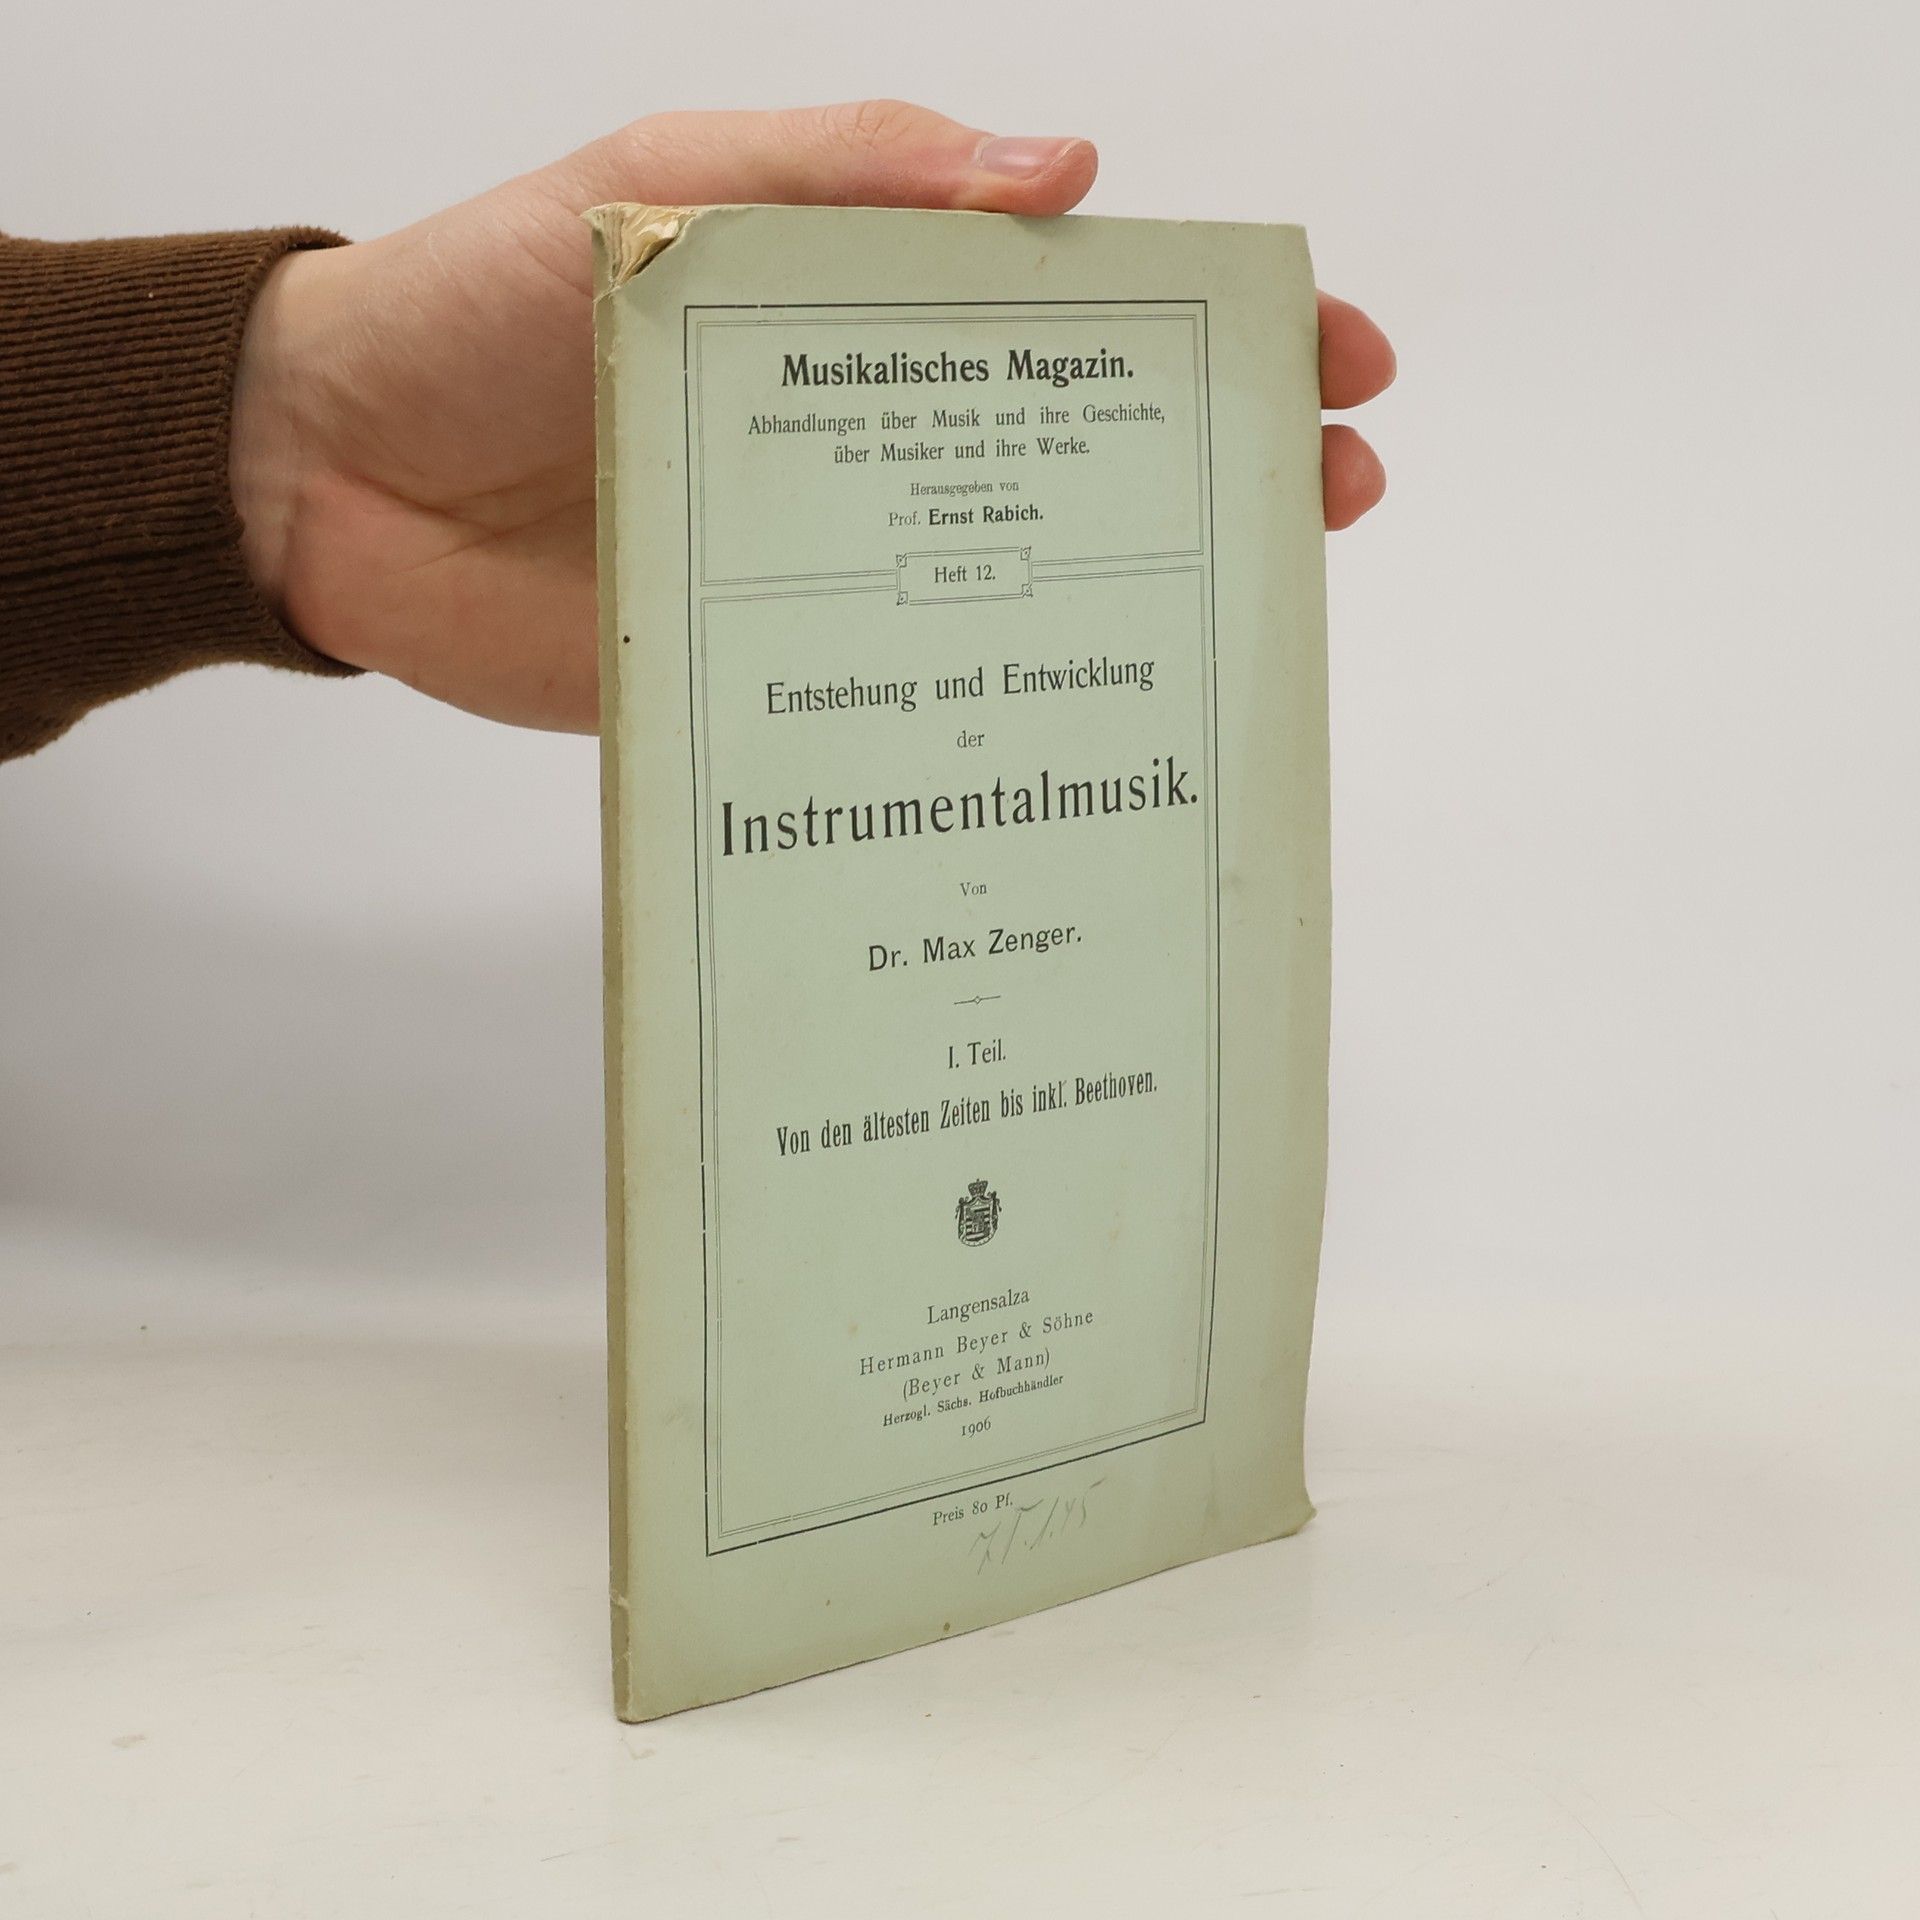 Musikalisches Magazin.
Abhandlungen über Musik und ihre Geschichte,
über Musiker und ihre Werke.
Herausgegeben von
Prof. Ernst Rabich.
Heft 12.
Entstehung und Entwicklung
der
Instrumentalmusik.
Von
Dr. Max Zenger.
I. Teil.
Von den ältesten Zeiten bis inkl. Beethoven.
Langensalza
Hermann Beyer & Söhne
(Beyer & Mann)
Herzogl. Sächs. Hofbuchhändler
1906
Preis 80 Pf.